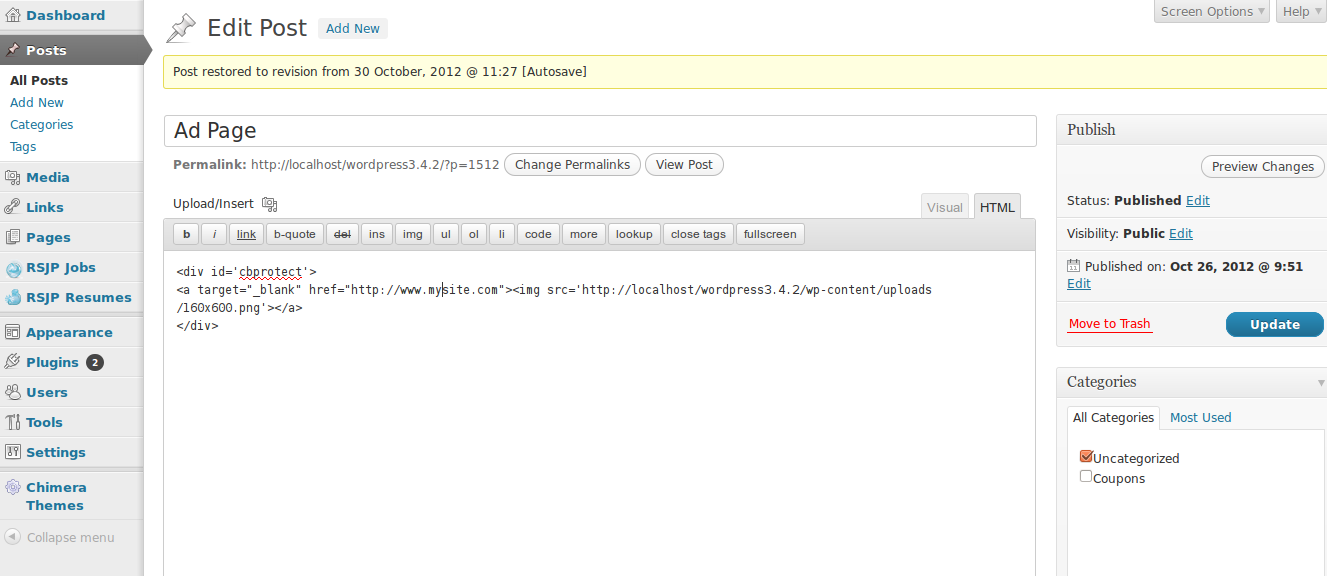 Dashboard
Posts
All Posts
Add New
Categories
Tags
Media
Links
Pages
RSJP Jobs
RSJP Resumes
Appearance
Plugins 2
Users
Tools
Settings
Chimera
Themes
Collapse menu
Screen Options Help
Edit Post Add New
Post restored to revision from 30 October, 2012 @ 11:27 [Autosave]
Ad Page
Permalink: http://localhost/wordpress3.4.2/?p=1512 Change Permalinks View Post
Upload/Insert Visual HTML
b i link b-quote del ins img ul ol li code more lookup close tags fullscreen
<div id='cbprotect'>
<a target="_blank" href="http://www.mysite.com"><img src='http://localhost/wordpress3.4.2/wp-content/uploads
/160x600.png'></a>
</div>
Publish
Preview Changes
Status: Published Edit
Visibility: Public Edit
11 Published on: Oct 26, 2012 @ 9:51
Edit
Move to Trash Update
Categories
All Categories Most Used
Uncategorized
Coupons